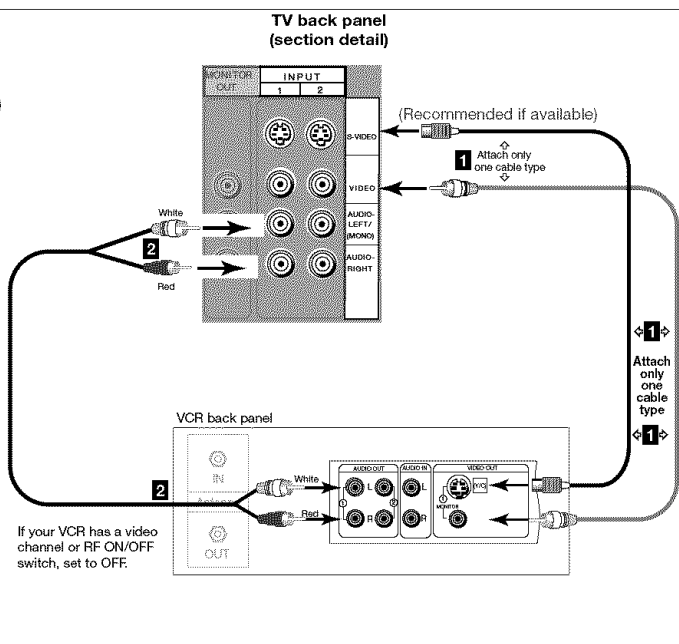 TV back panel
(section detail)
MONITOR
OUT
INPUT
1 2
(Recommended if available)
S-VIDEO
1 Attach only
one cable type
VIDEO
White
AUDIO-
LEFT/
(MONO)
2
AUDIO-
RIGHT
Red
1
Attach
only
one
cable
type
1
VCR back panel
IN
AUDIO OUT
AUDIO IN
VIDEO OUT
White
L
L
Y/C
2
1
2
1
MONITOR
Red
R
R
OUT
If your VCR has a video
channel or RF ON/OFF
switch, set to OFF.